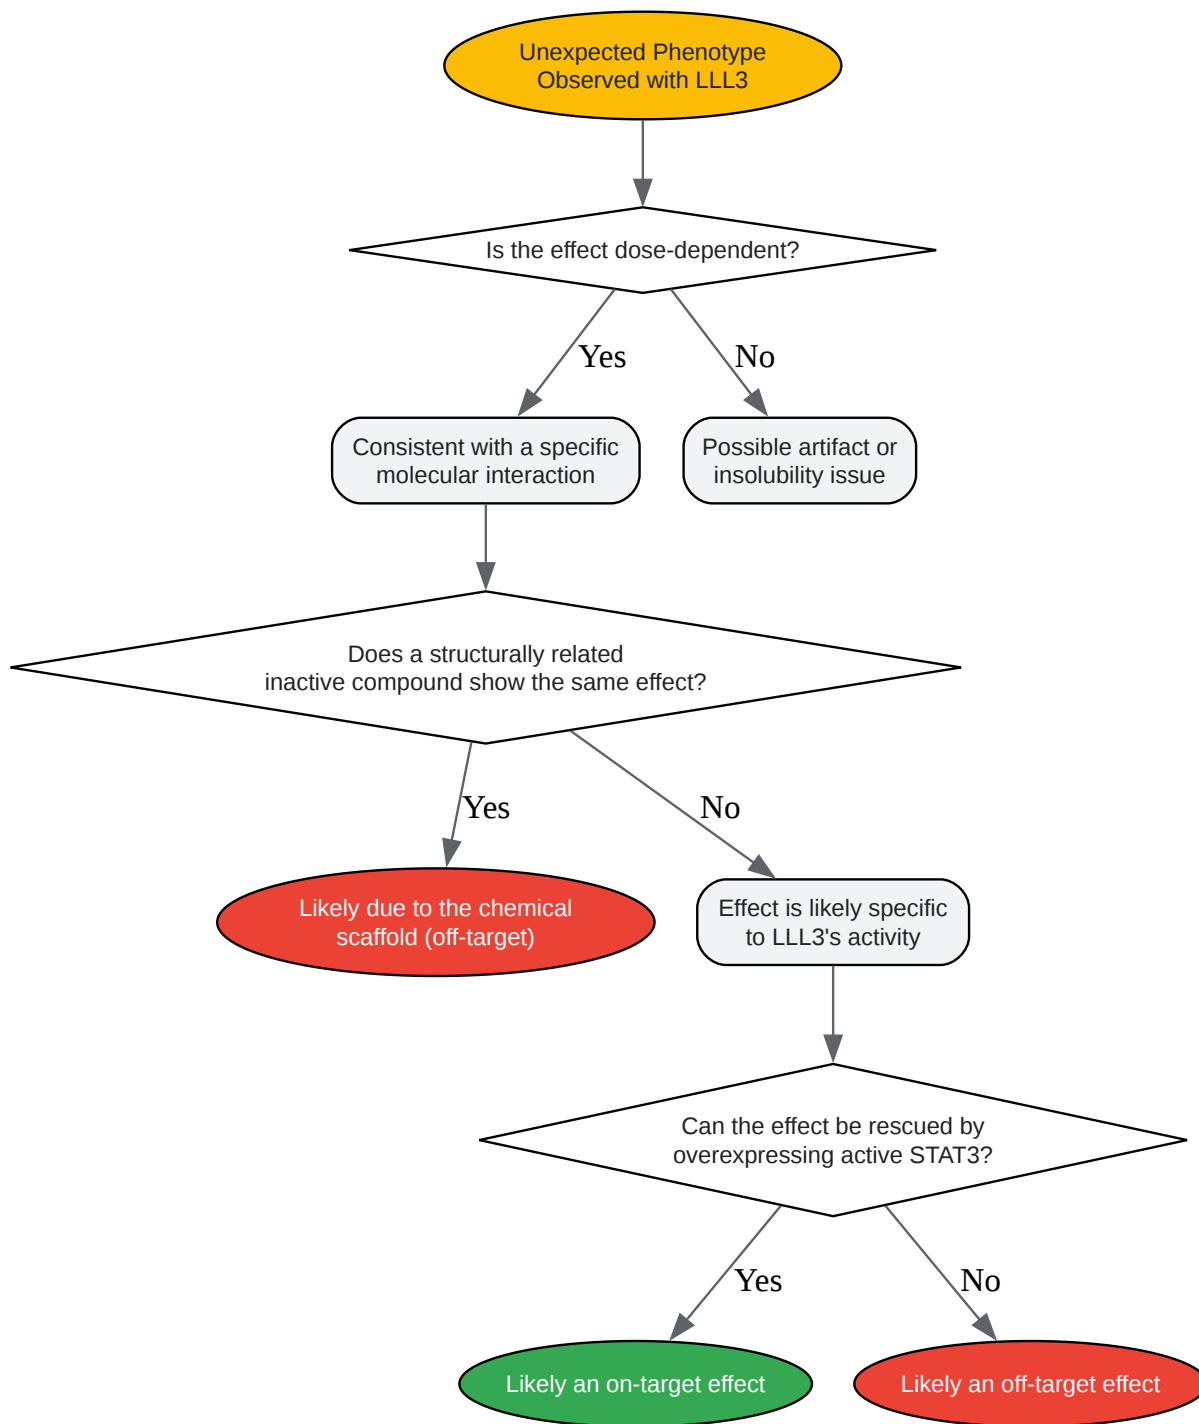 Unexpected Phenotype
Observed with LLL3
Is the effect dose-dependent?
Yes
No
Consistent with a specific
molecular interaction
Possible artifact or
insolubility issue
Does a structurally related
inactive compound show the same effect?
Yes
No
Likely due to the chemical
scaffold (off-target)
Effect is likely specific
to LLL3's activity
Can the effect be rescued by
overexpressing active STAT3?
Yes
No
Likely an on-target effect
Likely an off-target effect